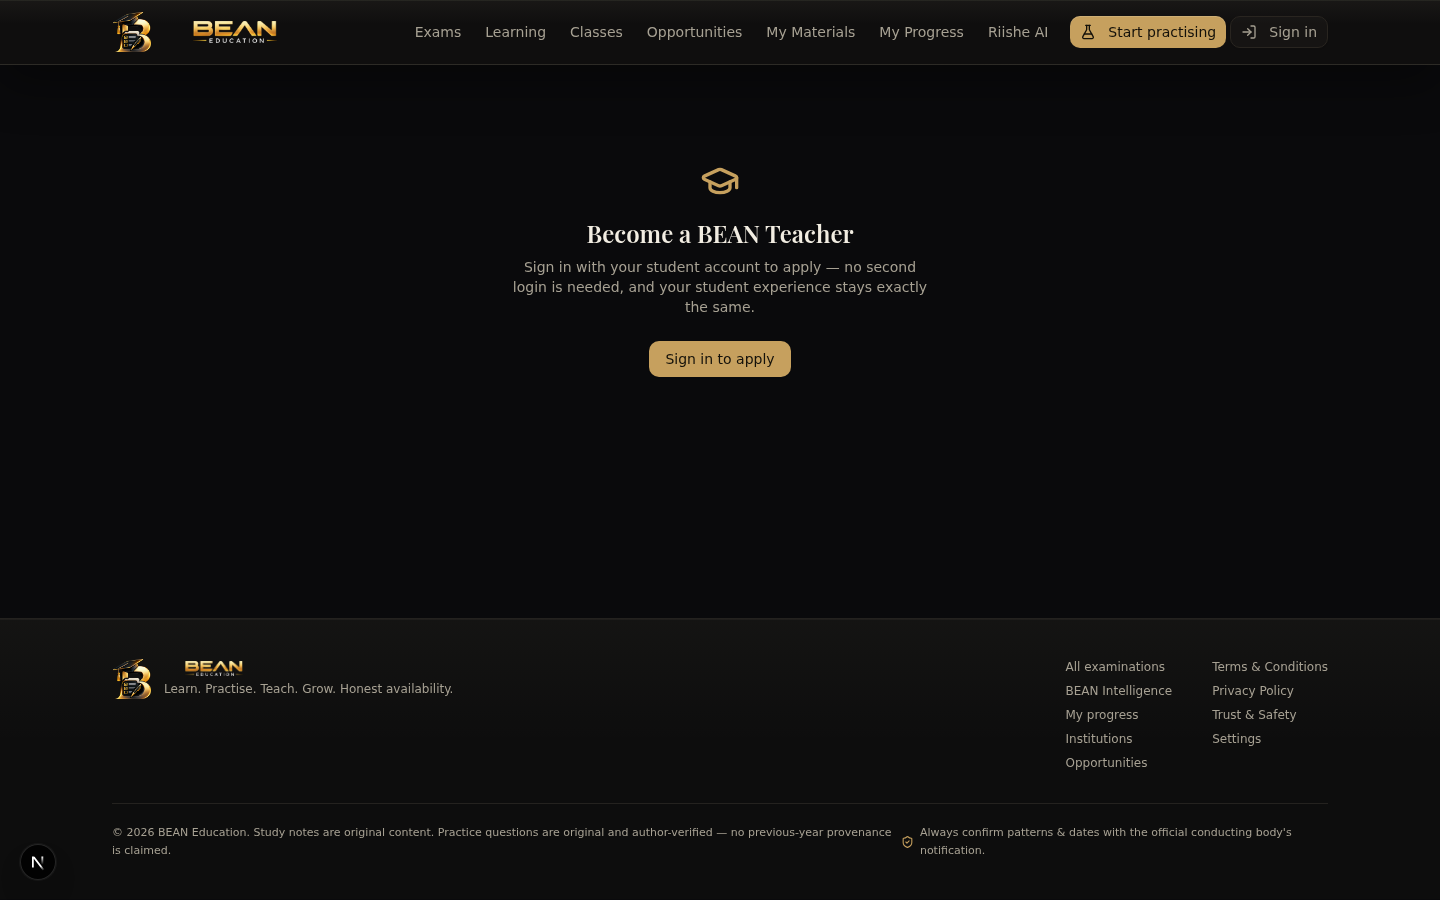 BEAN
EDUCATION
Exams
Learning
Classes
Opportunities
My Materials
My Progress
Riishe AI
Start practising
Sign in
Become a BEAN Teacher
Sign in with your student account to apply — no second
login is needed, and your student experience stays exactly
the same.
Sign in to apply
BEAN
EDUCATION
Learn. Practise. Teach. Grow. Honest availability.
All examinations
BEAN Intelligence
My progress
Institutions
Opportunities
Terms & Conditions
Privacy Policy
Trust & Safety
Settings
© 2026 BEAN Education. Study notes are original content. Practice questions are original and author-verified — no previous-year provenance
is claimed.
Always confirm patterns & dates with the official conducting body's
notification.